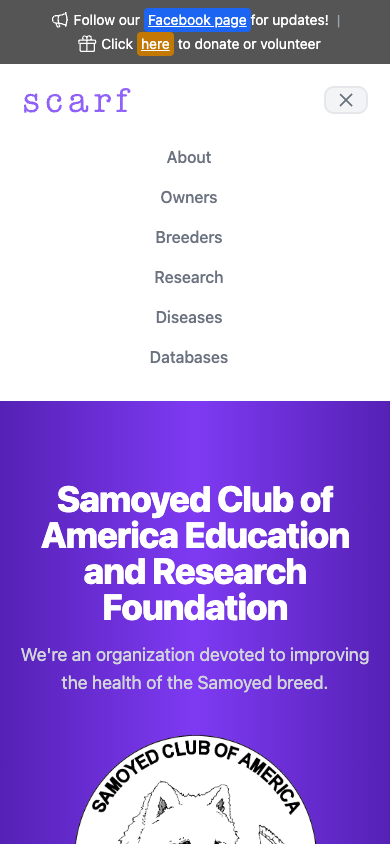 Follow our Facebook page for updates! |
Click here to donate or volunteer
scarf
About
Owners
Breeders
Research
Diseases
Databases
Samoyed Club of
America Education
and Research
Foundation
We're an organization devoted to improving
the health of the Samoyed breed.
SAMOYED CLUB OF AMERICA